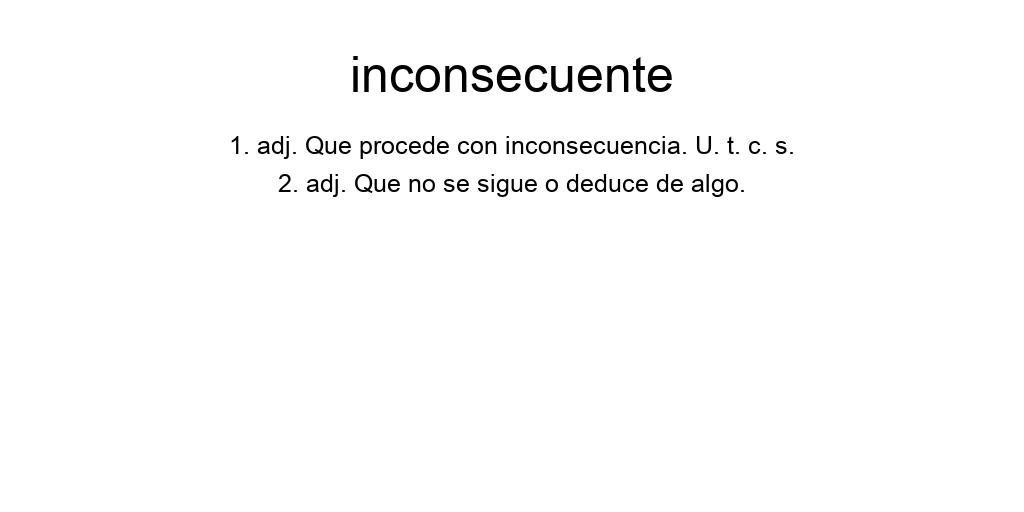 inconsecuente
1. adj. Que procede con inconsecuencia. U. t. c. s.
2. adj. Que no se sigue o deduce de algo.